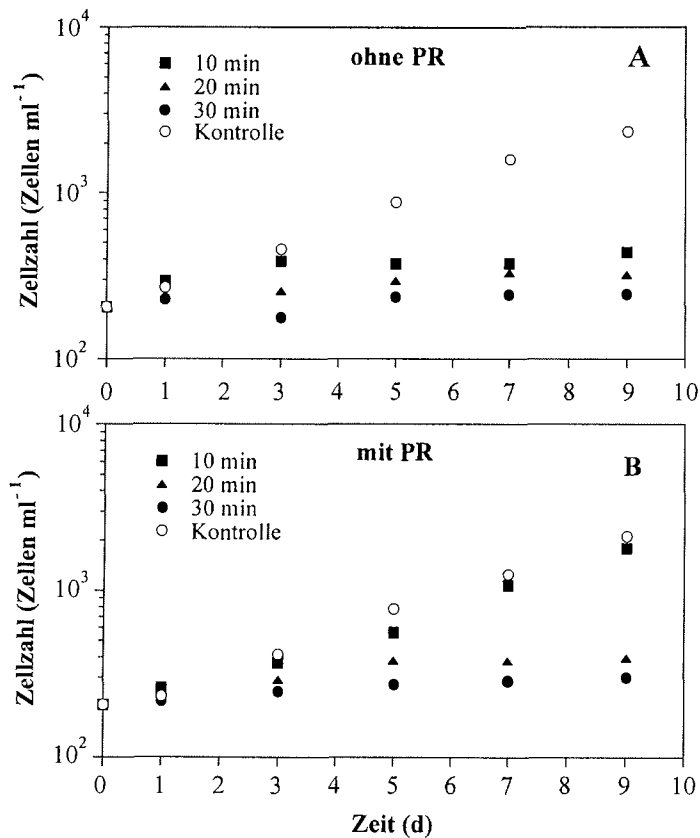 10⁴
10 min
20 min
30 min
Kontrolle
ohne PR
A
10³
10²
Zellzahl (Zellen ml⁻¹)
0 1 2 3 4 5 6 7 8 9 10
10⁴
10 min
20 min
30 min
Kontrolle
mit PR
B
10³
10²
Zellzahl (Zellen ml⁻¹)
0 1 2 3 4 5 6 7 8 9 10
Zeit (d)